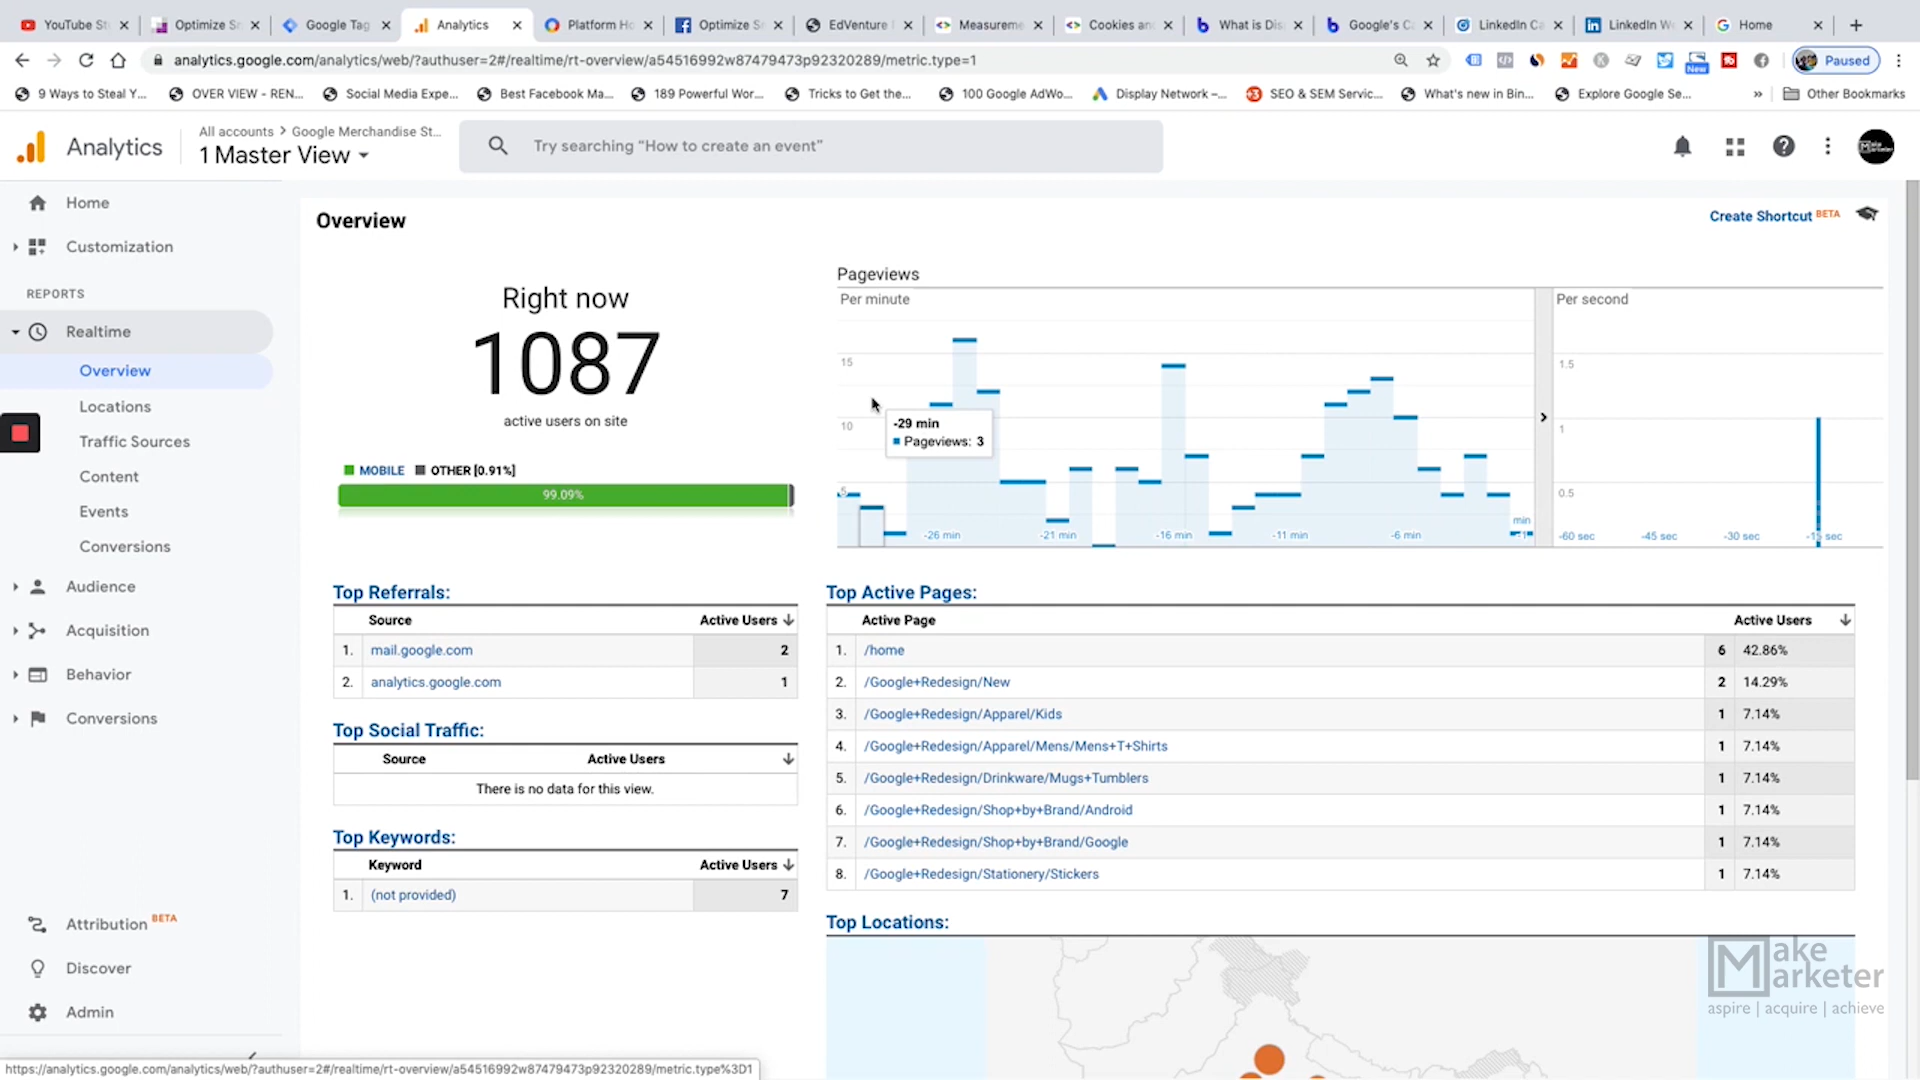 YouTube St
Optimize S
Google Tag
Analytics
Platform Ho
Optimize S
EdVenture
Measureme
Cookies an
What is Dis
Google's C
LinkedIn Ca
LinkedIn W
Home
analytics.google.com/analytics/web/?authuser=2#/realtime/rt-overview/a54516992w87479473p92320289/metric.type=1
New
Paused
9 Ways to Steal Y...
OVER VIEW - REN...
Social Media Expe...
Best Facebook Ma...
189 Powerful Wor...
Tricks to Get the...
100 Google AdWo...
Display Network –...
SEO & SEM Servic...
What's new in Bin...
Explore Google Se...
»
Other Bookmarks
Analytics
All accounts > Google Merchandise St...
1 Master View
Try searching "How to create an event"
Home
Customization
REPORTS
Realtime
Overview
Locations
Traffic Sources
Content
Events
Conversions
Audience
Acquisition
Behavior
Conversions
Attribution BETA
Discover
Admin
Overview
Create Shortcut BETA
Right now
1087
active users on site
MOBILE OTHER [0.91%]
99.09%
Pageviews
Per minute
15
10
5
-29 min
Pageviews: 3
-26 min
-21 min
-16 min
-11 min
-6 min
min
-1
Per second
1.5
1
0.5
-60 sec
-45 sec
-30 sec
-15 sec
Top Referrals:
Source Active Users
1. mail.google.com 2
2. analytics.google.com 1
Top Social Traffic:
Source Active Users
There is no data for this view.
Top Keywords:
Keyword Active Users
1. (not provided) 7
Top Active Pages:
Active Page Active Users
1. /home 6 42.86%
2. /Google+Redesign/New 2 14.29%
3. /Google+Redesign/Apparel/Kids 1 7.14%
4. /Google+Redesign/Apparel/Mens/Mens+T+Shirts 1 7.14%
5. /Google+Redesign/Drinkware/Mugs+Tumblers 1 7.14%
6. /Google+Redesign/Shop+by+Brand/Android 1 7.14%
7. /Google+Redesign/Shop+by+Brand/Google 1 7.14%
8. /Google+Redesign/Stationery/Stickers 1 7.14%
Top Locations:
Make
Marketer
aspire | acquire | achieve
https://analytics.google.com/analytics/web/?authuser=2#/realtime/rt-overview/a54516992w87479473p92320289/metric.type%3D1